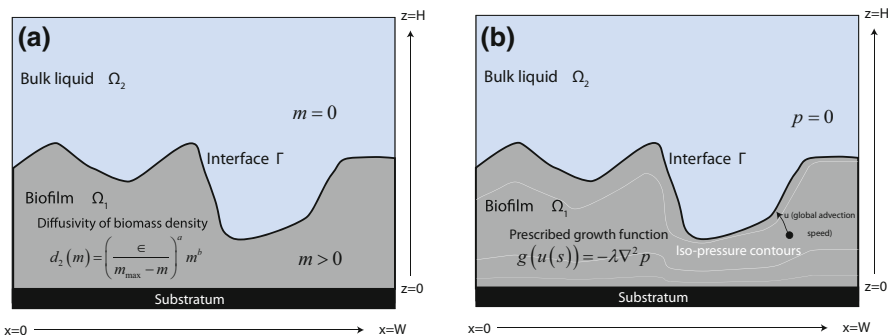 (a)
z=H
Bulk liquid Ω₂
m = 0
Interface Γ
Biofilm Ω₁
Diffusivity of biomass density
d₂(m) = (∈ / (m_max − m))^a m^b
m > 0
z=0
Substratum
x=0
x=W
(b)
z=H
Bulk liquid Ω₂
p = 0
Interface Γ
Biofilm Ω₁
u (global advection
speed)
Prescribed growth function
Iso-pressure contours
g(u(s)) = −λ∇²p
z=0
Substratum
x=0
x=W